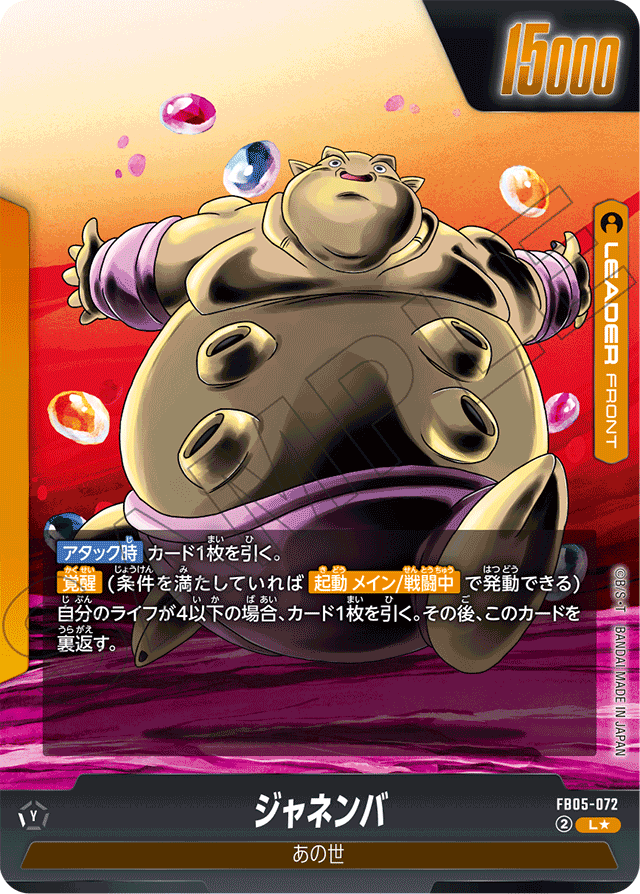 15000
LEADER FRONT
SAMPLE
アタック時 カード1枚を引く。
覚醒 (条件を満たしていれば 起動メイン/戦闘中 で発動できる)
自分のライフが4以下の場合、カード1枚を引く。その後、このカードを
裏返す。
©B/S・T BANDAI MADE IN JAPAN
ジャネンバ
FB05-072
Y
② L★
あの世